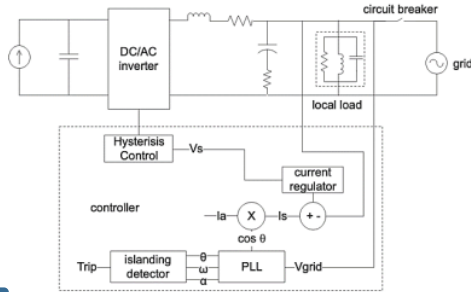 circuit breaker
DC/AC
inverter
grid
local load
Hysterisis
Control
Vs
current
regulator
controller
Ia
X
Is
+ -
cos θ
Trip
islanding
detector
θ
ω
α
PLL
Vgrid